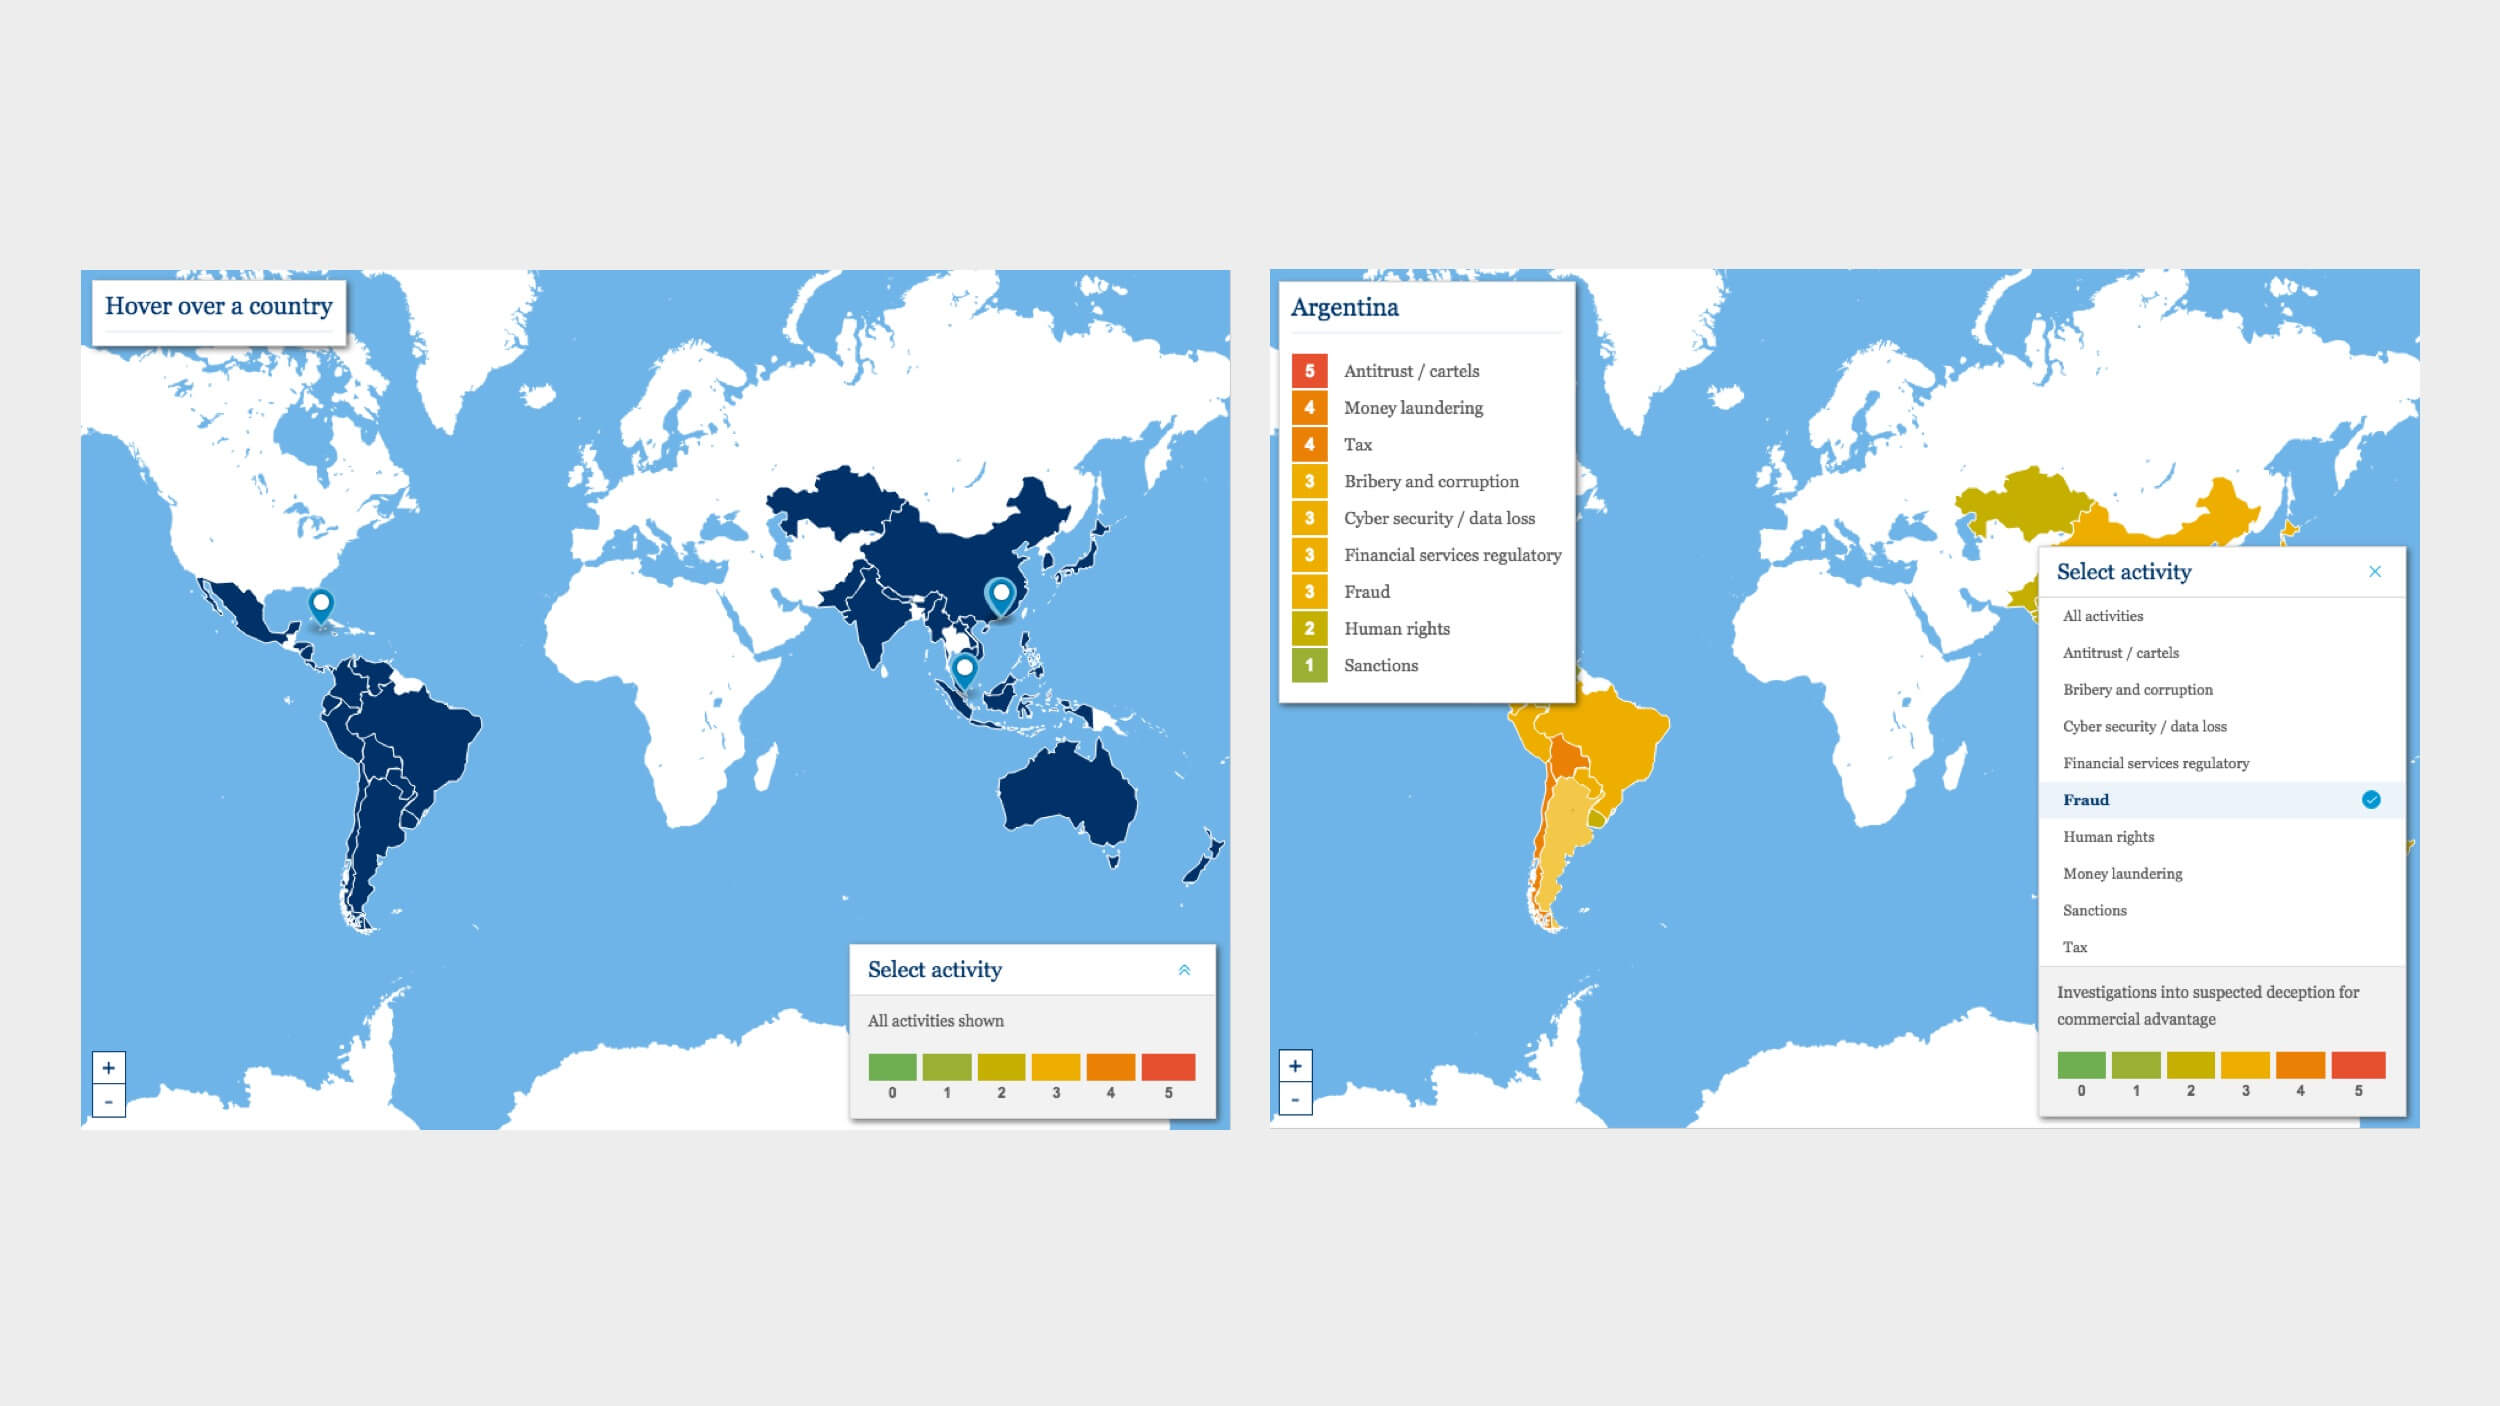 Hover over a country
Select activity
All activities shown
0 1 2 3 4 5
+
-
Argentina
5 Antitrust / cartels
4 Money laundering
4 Tax
3 Bribery and corruption
3 Cyber security / data loss
3 Financial services regulatory
3 Fraud
2 Human rights
1 Sanctions
Select activity
All activities
Antitrust / cartels
Bribery and corruption
Cyber security / data loss
Financial services regulatory
Fraud
Human rights
Money laundering
Sanctions
Tax
Investigations into suspected deception for
commercial advantage
0 1 2 3 4 5
+
-